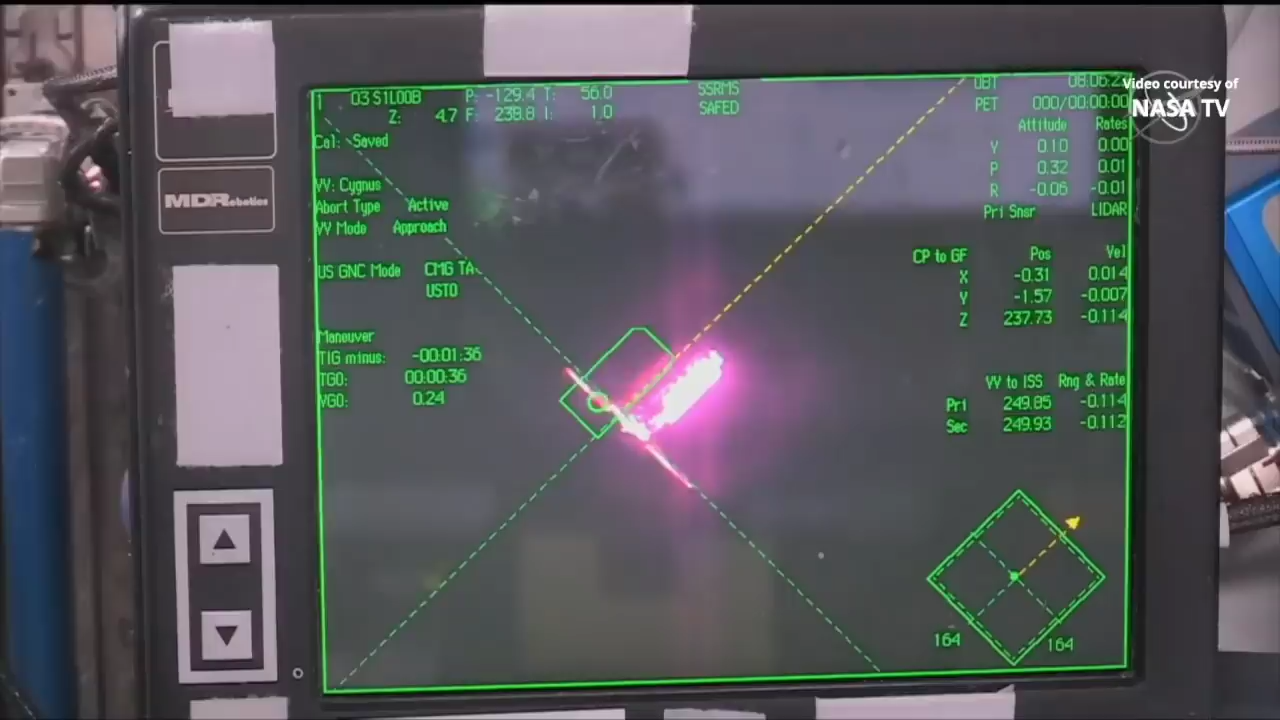 1 03 S1LOOB P: -129.4 T: 56.0 SSRMS
Z: 4.7 F: 238.8 I: 1.0 SAFED
Cal: Saved
VV: Cygnus
Abort Type Active
VV Mode Approach
US GNC Mode CMG TA
USTO
Maneuver
TIG minus: -00:01:36
TGO: 00:00:36
VGO: 0.24
PET 000/00:00:00
Attitude Rates
Y 0.10 0.00
P 0.32 0.01
R -0.06 -0.01
Pri Snsr LIDAR
CP to GF Pos Vel
X -0.31 0.014
Y -1.57 -0.007
Z 237.73 -0.114
VV to ISS Rng & Rate
Pri 249.85 -0.114
Sec 249.93 -0.112
164 164
MDRobotics
Video courtesy of
NASA TV